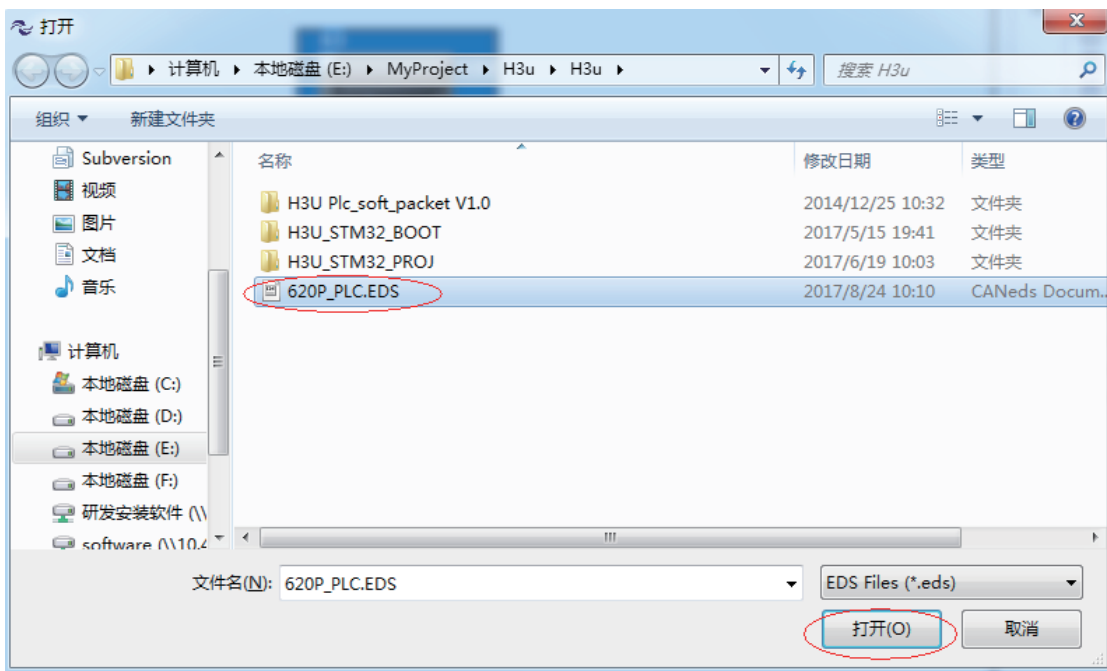 打开
计算机 本地磁盘 (E:) MyProject H3u H3u 搜索 H3u
组织 新建文件夹
Subversion
视频
图片
文档
音乐
计算机
本地磁盘 (C:)
本地磁盘 (D:)
本地磁盘 (E:)
本地磁盘 (F:)
研发安装软件 (\\
software (\\10.4
名称 修改日期 类型
H3U Plc_soft_packet V1.0 2014/12/25 10:32 文件夹
H3U_STM32_BOOT 2017/5/15 19:41 文件夹
H3U_STM32_PROJ 2017/6/19 10:03 文件夹
620P_PLC.EDS 2017/8/24 10:10 CANeds Docum...
文件名(N): 620P_PLC.EDS EDS Files (*.eds)
打开(O) 取消